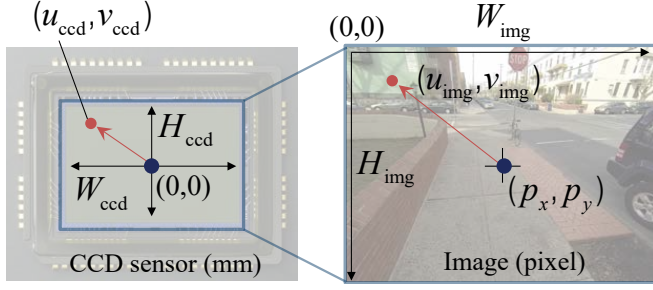 (u_ccd, v_ccd)
H_ccd
W_ccd
(0,0)
CCD sensor (mm)
(0,0)
W_img
(u_img, v_img)
H_img
(p_x, p_y)
Image (pixel)